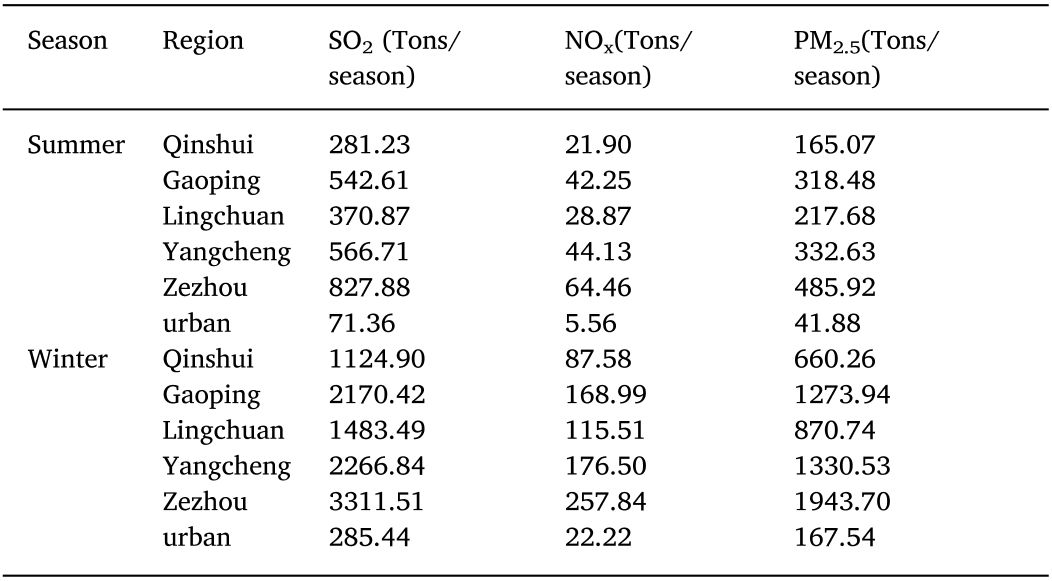 Season Region SO₂ (Tons/ NOₓ(Tons/ PM₂.₅(Tons/
season) season) season)
Summer Qinshui 281.23 21.90 165.07
Gaoping 542.61 42.25 318.48
Lingchuan 370.87 28.87 217.68
Yangcheng 566.71 44.13 332.63
Zezhou 827.88 64.46 485.92
urban 71.36 5.56 41.88
Winter Qinshui 1124.90 87.58 660.26
Gaoping 2170.42 168.99 1273.94
Lingchuan 1483.49 115.51 870.74
Yangcheng 2266.84 176.50 1330.53
Zezhou 3311.51 257.84 1943.70
urban 285.44 22.22 167.54